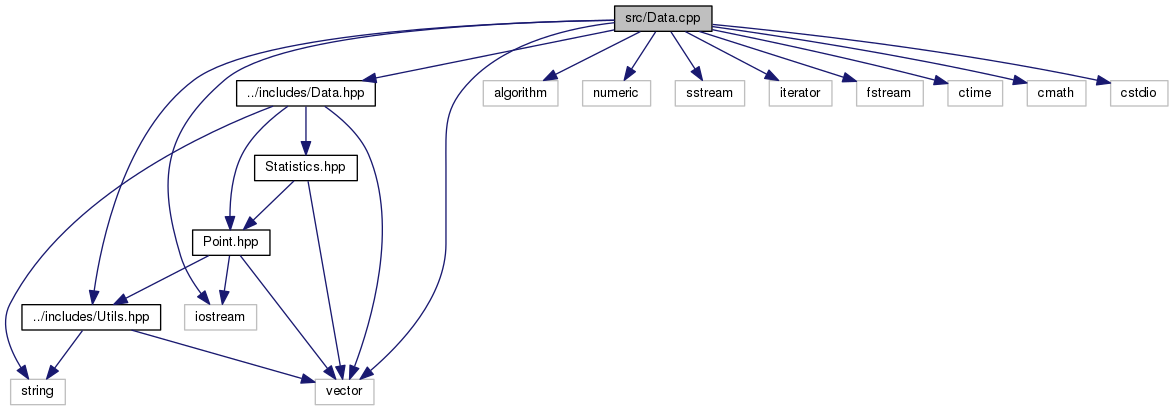 src/Data.cpp
../includes/Data.hpp
algorithm
numeric
sstream
iterator
fstream
ctime
cmath
cstdio
Statistics.hpp
Point.hpp
../includes/Utils.hpp
iostream
string
vector